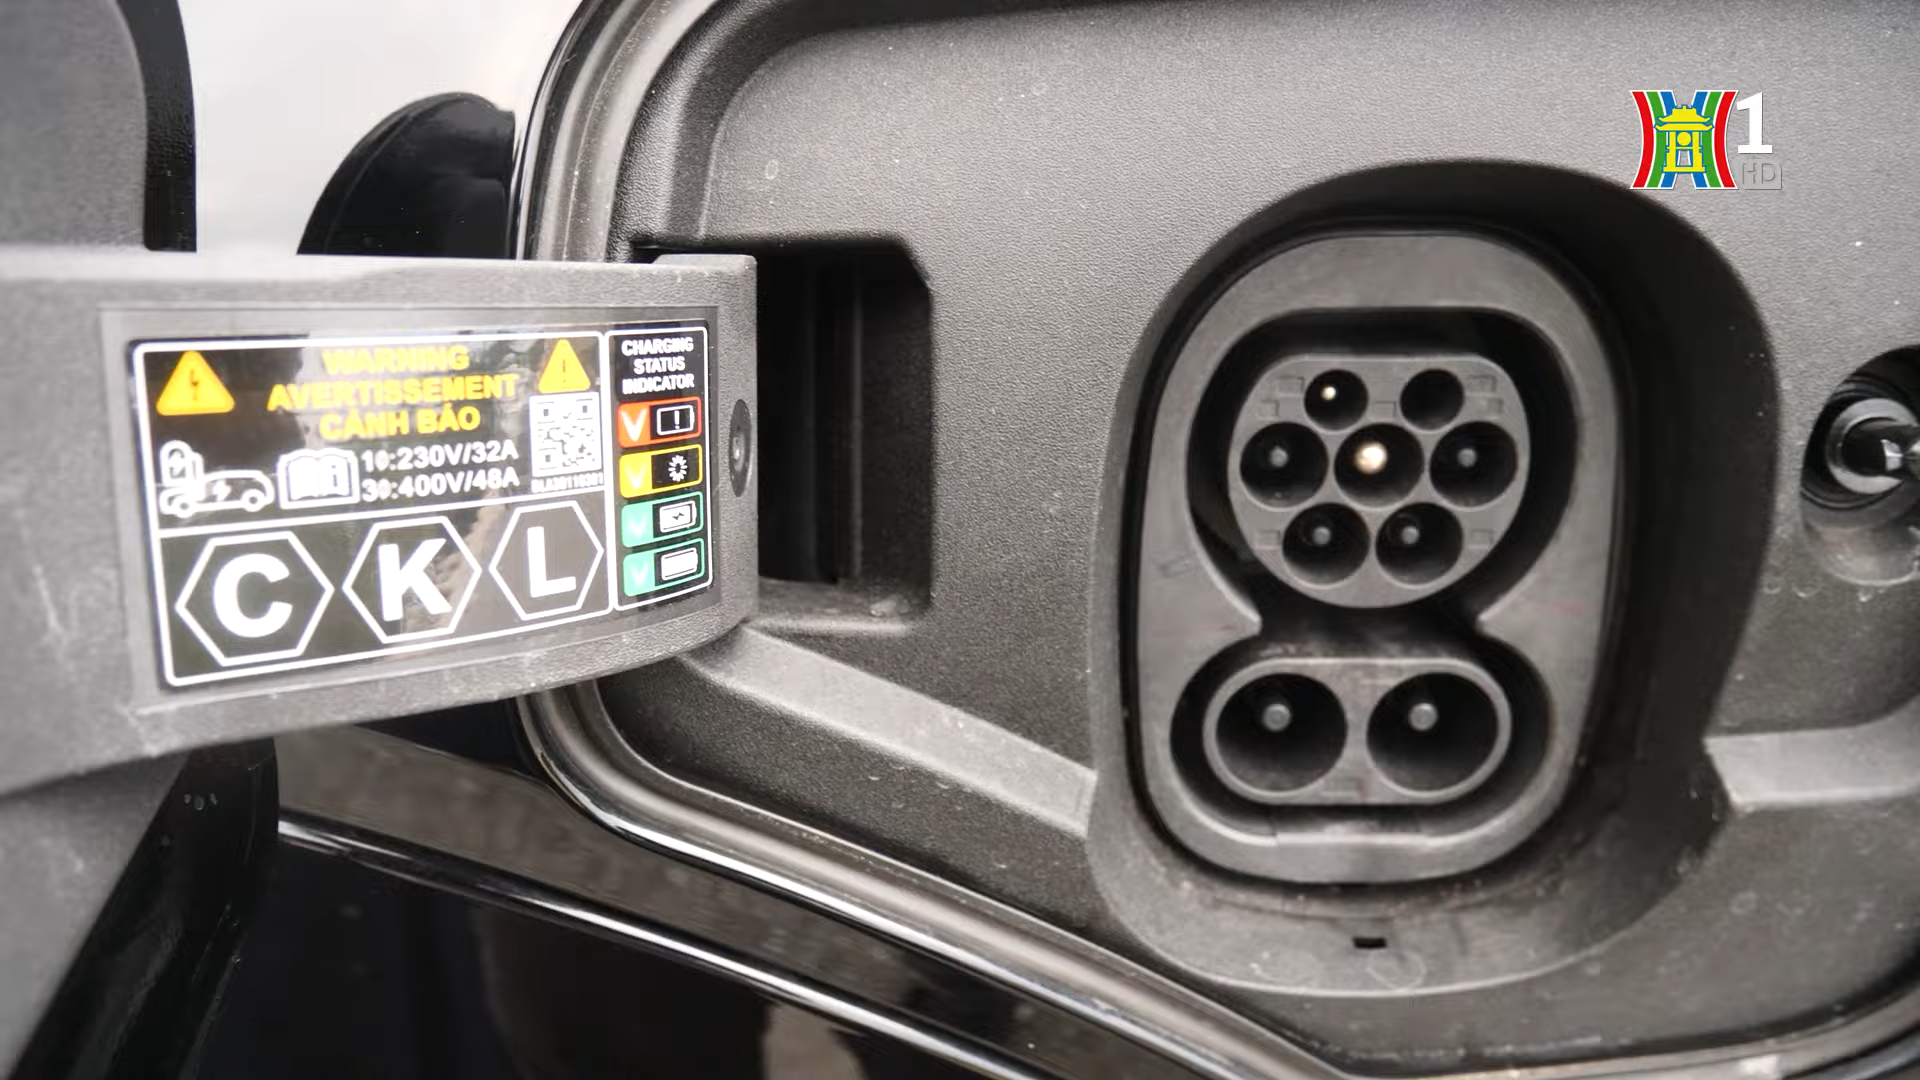 WARNING
AVERTISSEMENT
CẢNH BÁO
1Φ:230V/32A
3Φ:400V/48A
C K L
CHARGING
STATUS
INDICATOR
1
HD